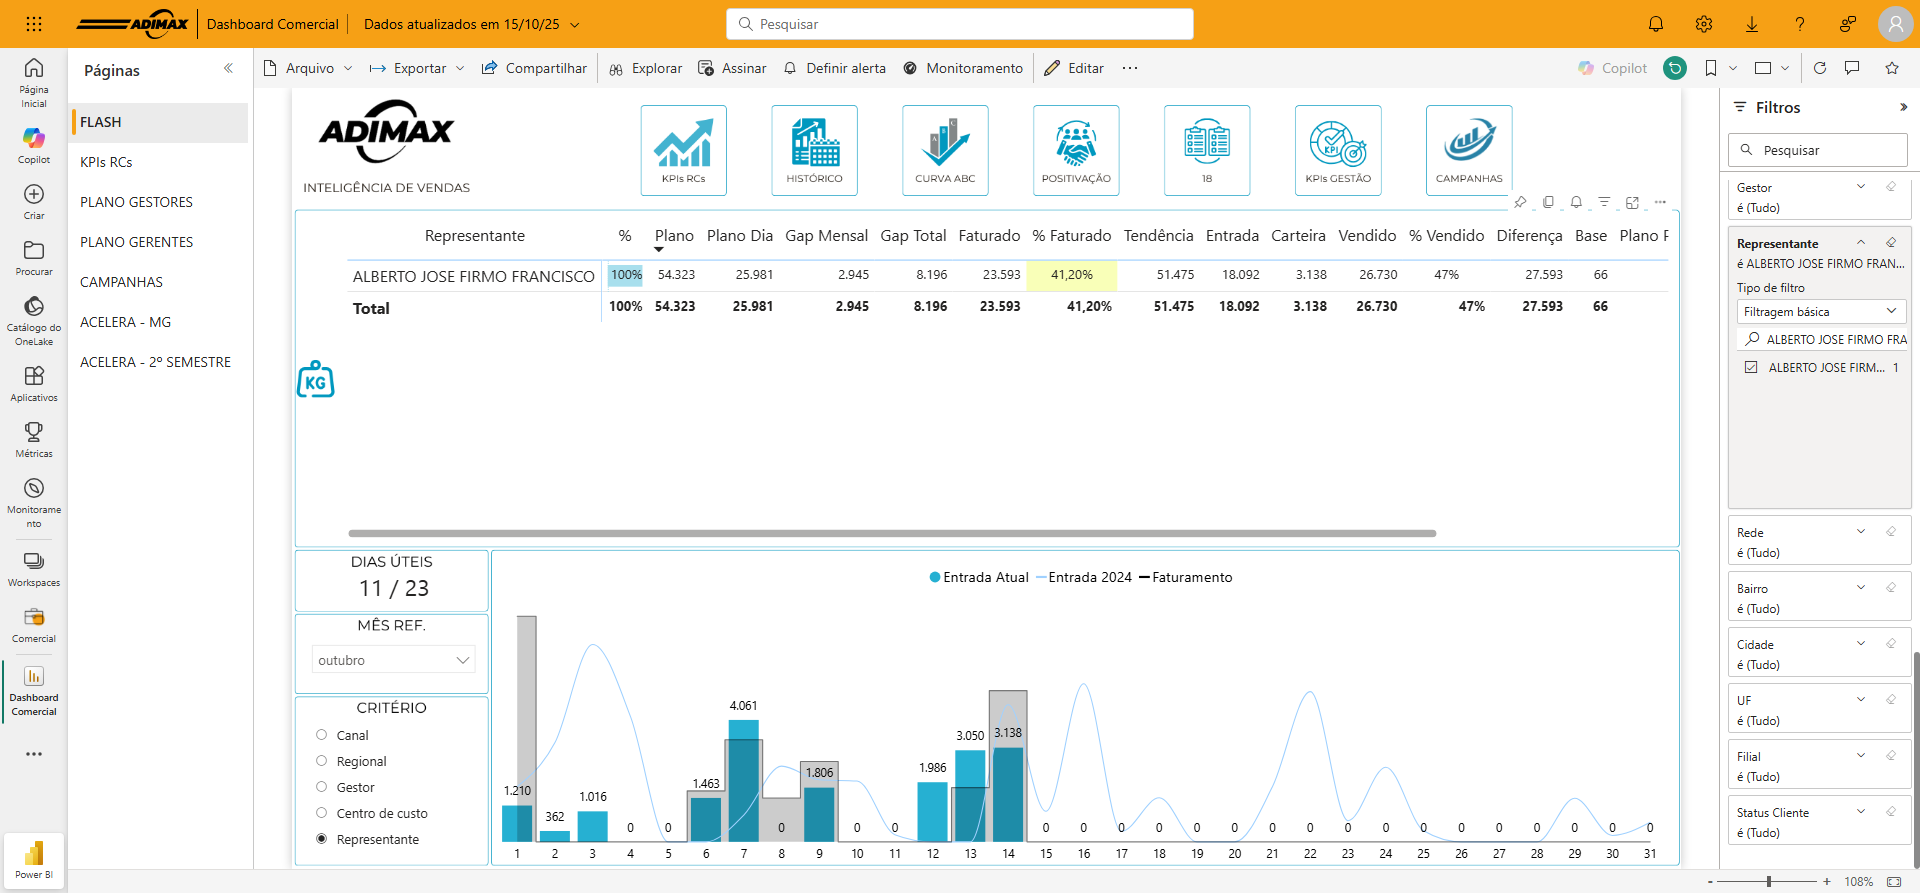 ADIMAX
Dashboard Comercial
Dados atualizados em 15/10/25
Pesquisar
Página Inicial
Copilot
Criar
Procurar
Catálogo do OneLake
Aplicativos
Métricas
Monitorame
nto
Workspaces
Comercial
Dashboard Comercial
Power BI
Páginas
FLASH
KPIs RCs
PLANO GESTORES
PLANO GERENTES
CAMPANHAS
ACELERA - MG
ACELERA - 2º SEMESTRE
Arquivo
Exportar
Compartilhar
Explorar
Assinar
Definir alerta
Monitoramento
Editar
Copilot
ADIMAX
INTELIGÊNCIA DE VENDAS
KPIs RCs
HISTÓRICO
A B C
CURVA ABC
POSITIVAÇÃO
18
KPI
KPIs GESTÃO
CAMPANHAS
Representante % Plano Plano Dia Gap Mensal Gap Total Faturado % Faturado Tendência Entrada Carteira Vendido % Vendido Diferença Base Plano F
ALBERTO JOSE FIRMO FRANCISCO 100% 54.323 25.981 2.945 8.196 23.593 41,20% 51.475 18.092 3.138 26.730 47% 27.593 66
Total 100% 54.323 25.981 2.945 8.196 23.593 41,20% 51.475 18.092 3.138 26.730 47% 27.593 66
KG
DIAS ÚTEIS
11 / 23
MÊS REF.
outubro
CRITÉRIO
Canal
Regional
Gestor
Centro de custo
Representante
Entrada Atual Entrada 2024 Faturamento
1.210 362 1.016 0 0 1.463 4.061 0 1.806 0 0 1.986 3.050 3.138 0 0 0 0 0 0 0 0 0 0 0 0 0 0 0 0 0
1 2 3 4 5 6 7 8 9 10 11 12 13 14 15 16 17 18 19 20 21 22 23 24 25 26 27 28 29 30 31
Filtros
Pesquisar
Gestor
é (Tudo)
Representante
é ALBERTO JOSE FIRMO FRAN...
Tipo de filtro
Filtragem básica
ALBERTO JOSE FIRMO FRA
ALBERTO JOSE FIRM... 1
Rede
é (Tudo)
Bairro
é (Tudo)
Cidade
é (Tudo)
UF
é (Tudo)
Filial
é (Tudo)
Status Cliente
é (Tudo)
- + 108%